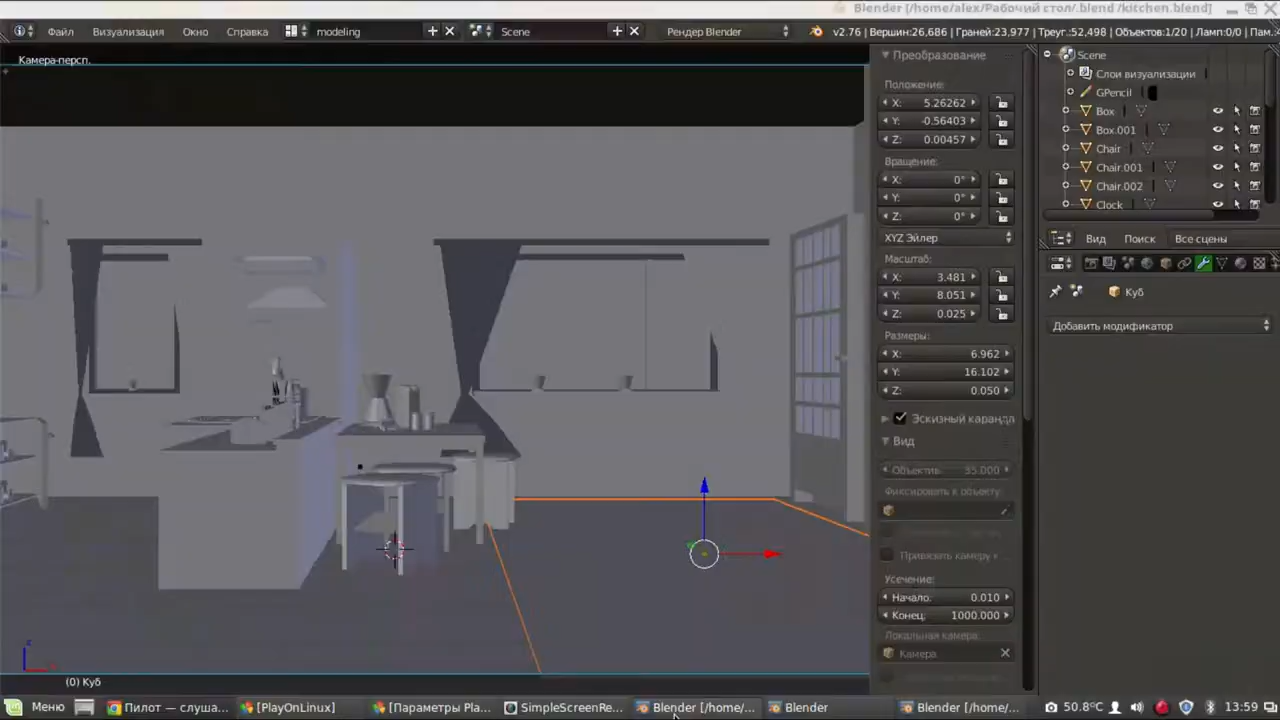 Blender [/home/alex/Рабочий стол/.blend /kitchen.blend]
Файл Визуализация Окно Справка modeling Scene Рендер Blender v2.76 | Вершин:26,686 | Граней:23,977 | Треуг.:52,498 | Объектов:1/20 | Ламп:0/0 | Пам.:
Камера-персп.
Преобразование
Положение:
X: 5.26262
Y: -0.56403
Z: 0.00457
Вращение:
X: 0°
Y: 0°
Z: 0°
XYZ Эйлер
Масштаб:
X: 3.481
Y: 8.051
Z: 0.025
Размеры:
X: 6.962
Y: 16.102
Z: 0.050
Эскизный каранда
Вид
Объектив: 35.000
Фиксировать к объекту:
Привязать камеру к
Усечение:
Начало: 0.010
Конец: 1000.000
Локальная камера:
Камера
Scene
Слои визуализации
GPencil
Box
Box.001
Chair
Chair.001
Chair.002
Clock
Вид Поиск Все сцены
Куб
Добавить модификатор
z
(0) Куб
Меню Пилот — слуша... [PlayOnLinux] [Параметры Pla... SimpleScreenRe... Blender [/home/... Blender Blender [/home/... 50.8°C 13:59